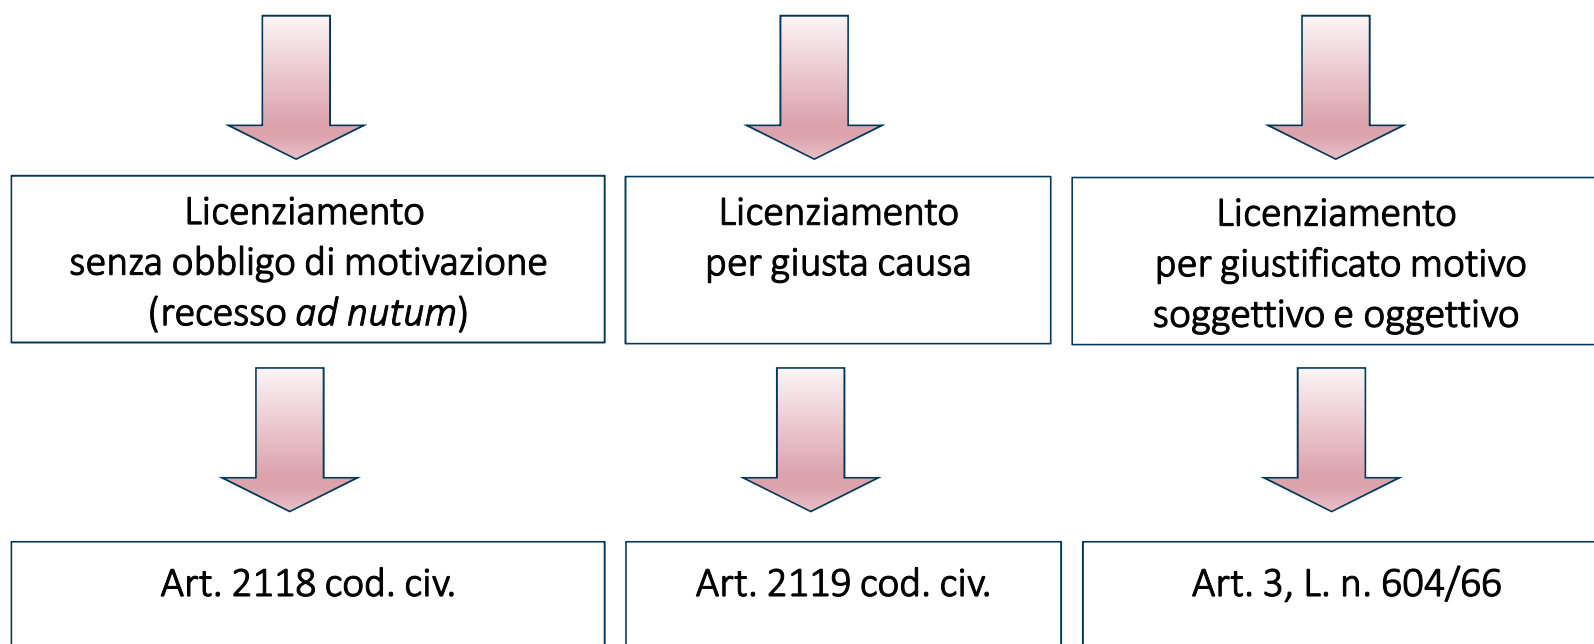 Licenziamento
senza obbligo di motivazione
(recesso ad nutum)
Licenziamento
per giusta causa
Licenziamento
per giustificato motivo
soggettivo e oggettivo
Art. 2118 cod. civ.
Art. 2119 cod. civ.
Art. 3, L. n. 604/66